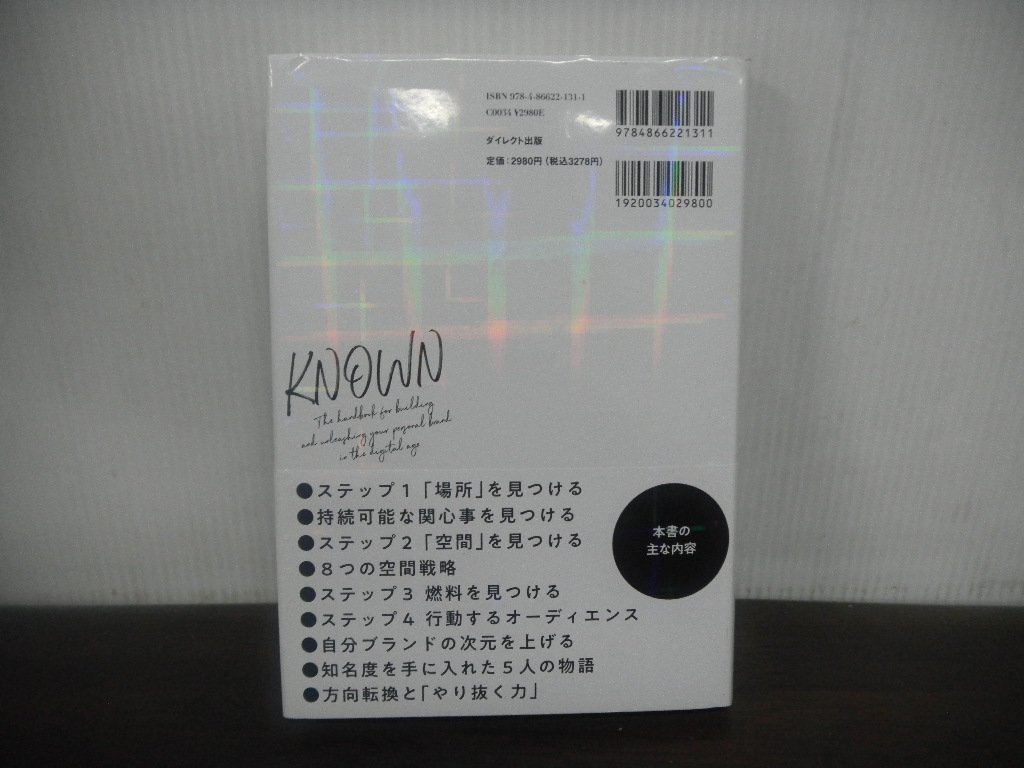 ISBN 978-4-86622-131-1
C0034 ¥2980E
ダイレクト出版
定価:2980円(税込3278円)
9784866221311
1920034029800
KNOWN
The handbook for building
and unleashing your personal brand
in the digital age
●ステップ1「場所」を見つける
●持続可能な関心事を見つける
●ステップ2「空間」を見つける
●8つの空間戦略
●ステップ3 燃料を見つける
●ステップ4 行動するオーディエンス
●自分ブランドの次元を上げる
●知名度を手に入れた5人の物語
●方向転換と「やり抜く力」
本書の
主な内容